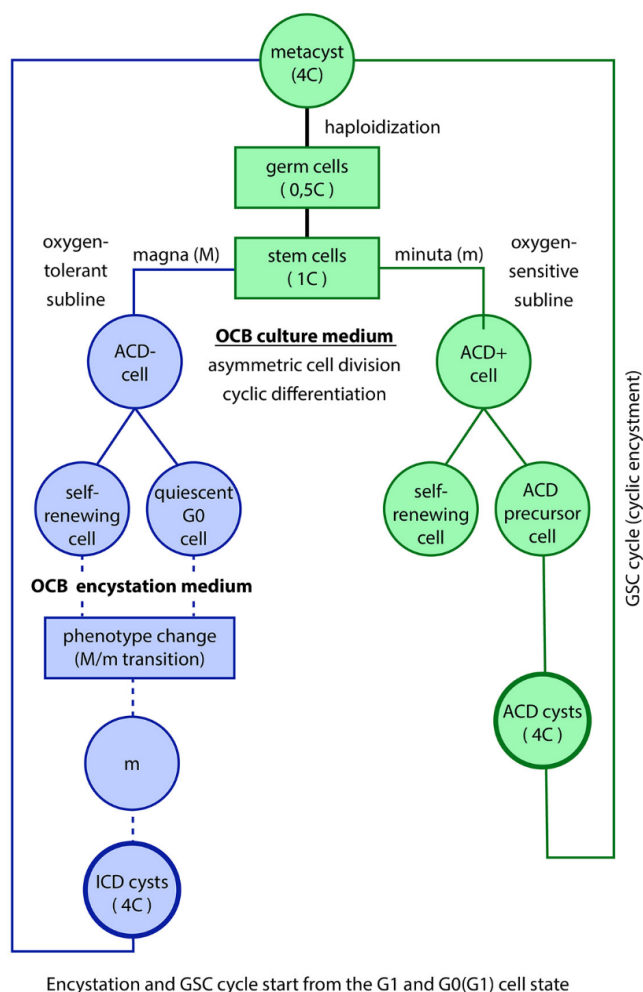 metacyst
(4C)
haploidization
germ cells
( 0,5C )
oxygen-
tolerant
subline
magna (M)
stem cells
( 1C )
minuta (m)
oxygen-
sensitive
subline
OCB culture medium
asymmetric cell division
cyclic differentiation
ACD-
cell
ACD+
cell
self-
renewing
cell
quiescent
G0
cell
self-
renewing
cell
ACD
precursor
cell
GSC cycle (cyclic encystment)
OCB encystation medium
phenotype change
(M/m transition)
ACD cysts
( 4C )
m
ICD cysts
( 4C )
Encystation and GSC cycle start from the G1 and G0(G1) cell state